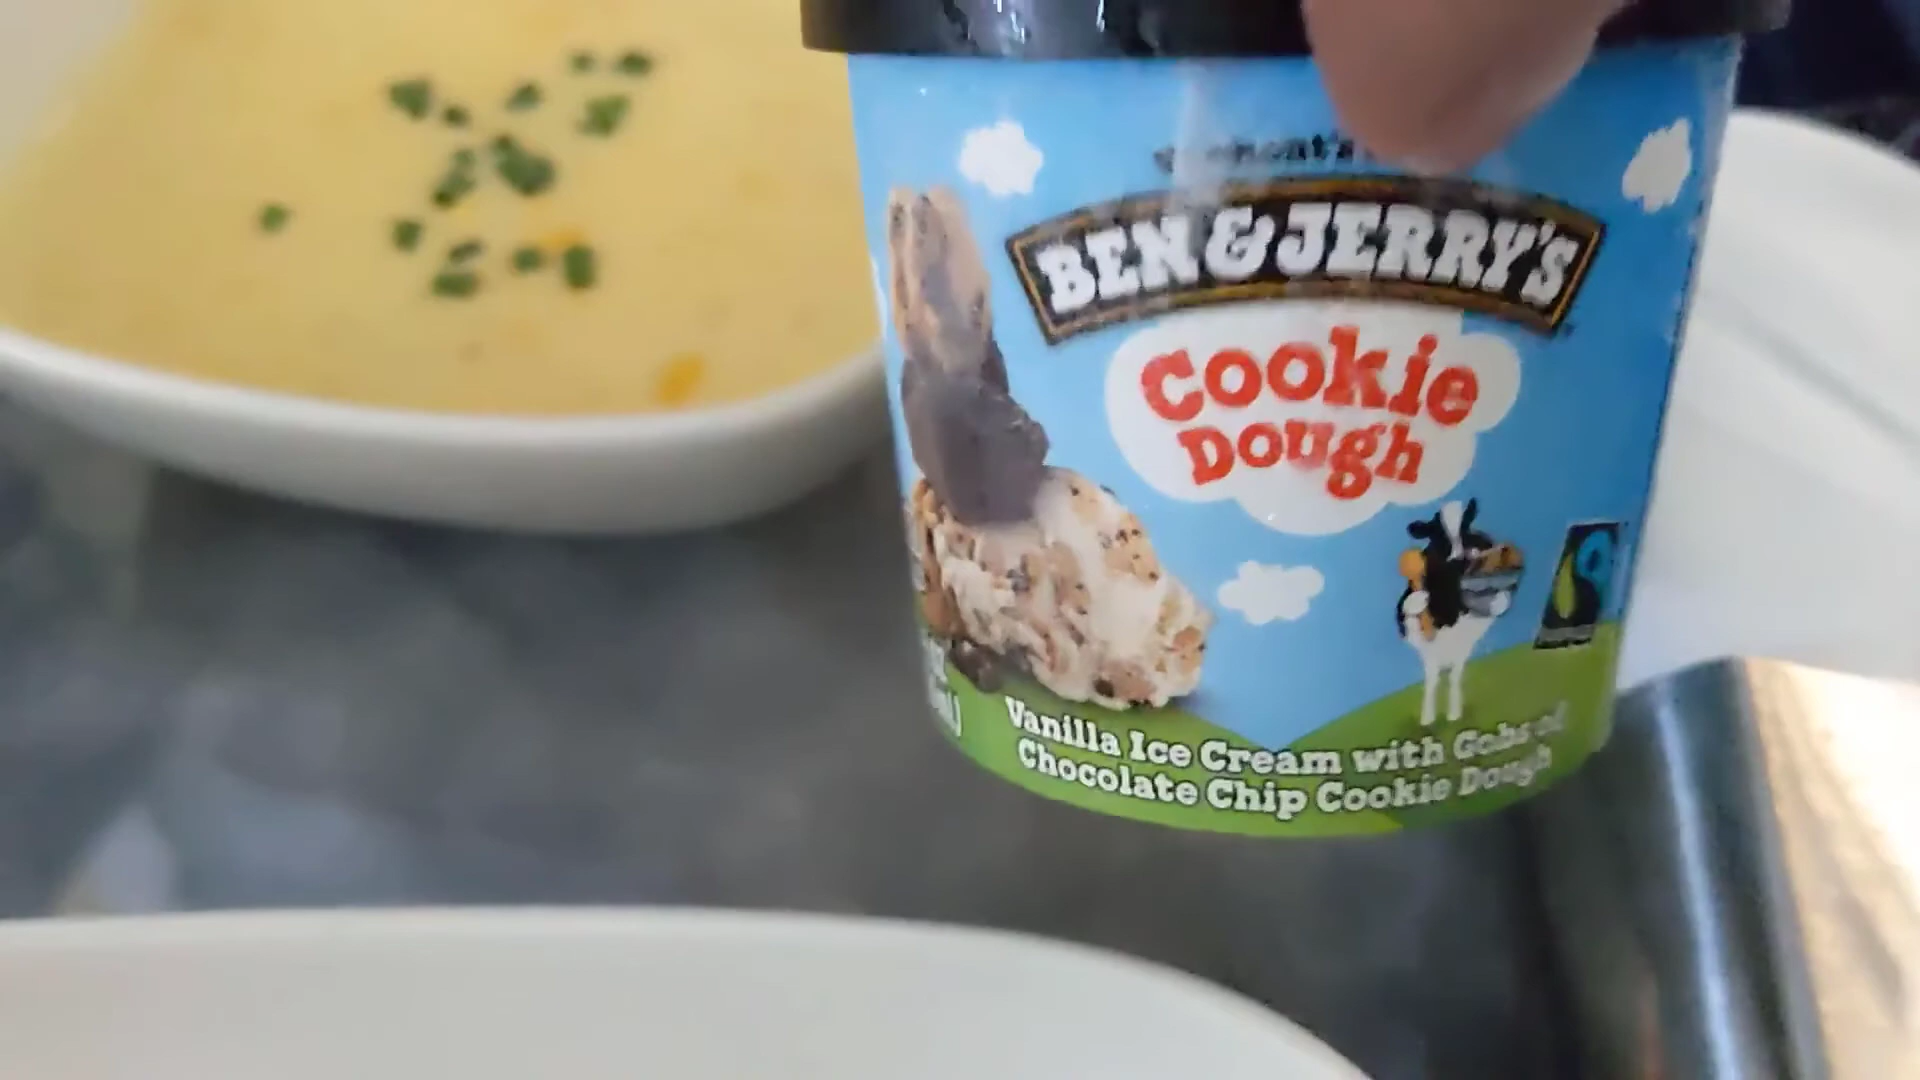 BEN & JERRY'S
Cookie
Dough
Vanilla Ice Cream with Gobs of
Chocolate Chip Cookie Dough